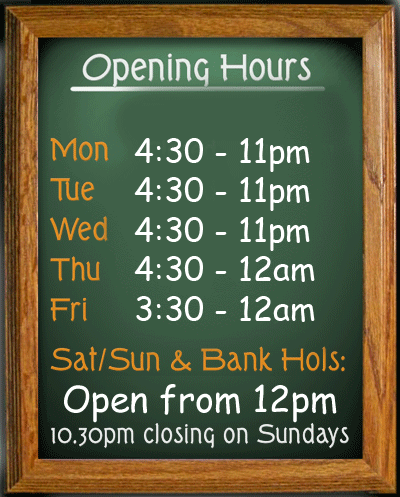 Opening Hours
Mon 4:30 - 11pm
Tue 4:30 - 11pm
Wed 4:30 - 11pm
Thu 4:30 - 12am
Fri 3:30 - 12am
Sat/Sun & Bank Hols:
Open from 12pm
10.30pm closing on Sundays